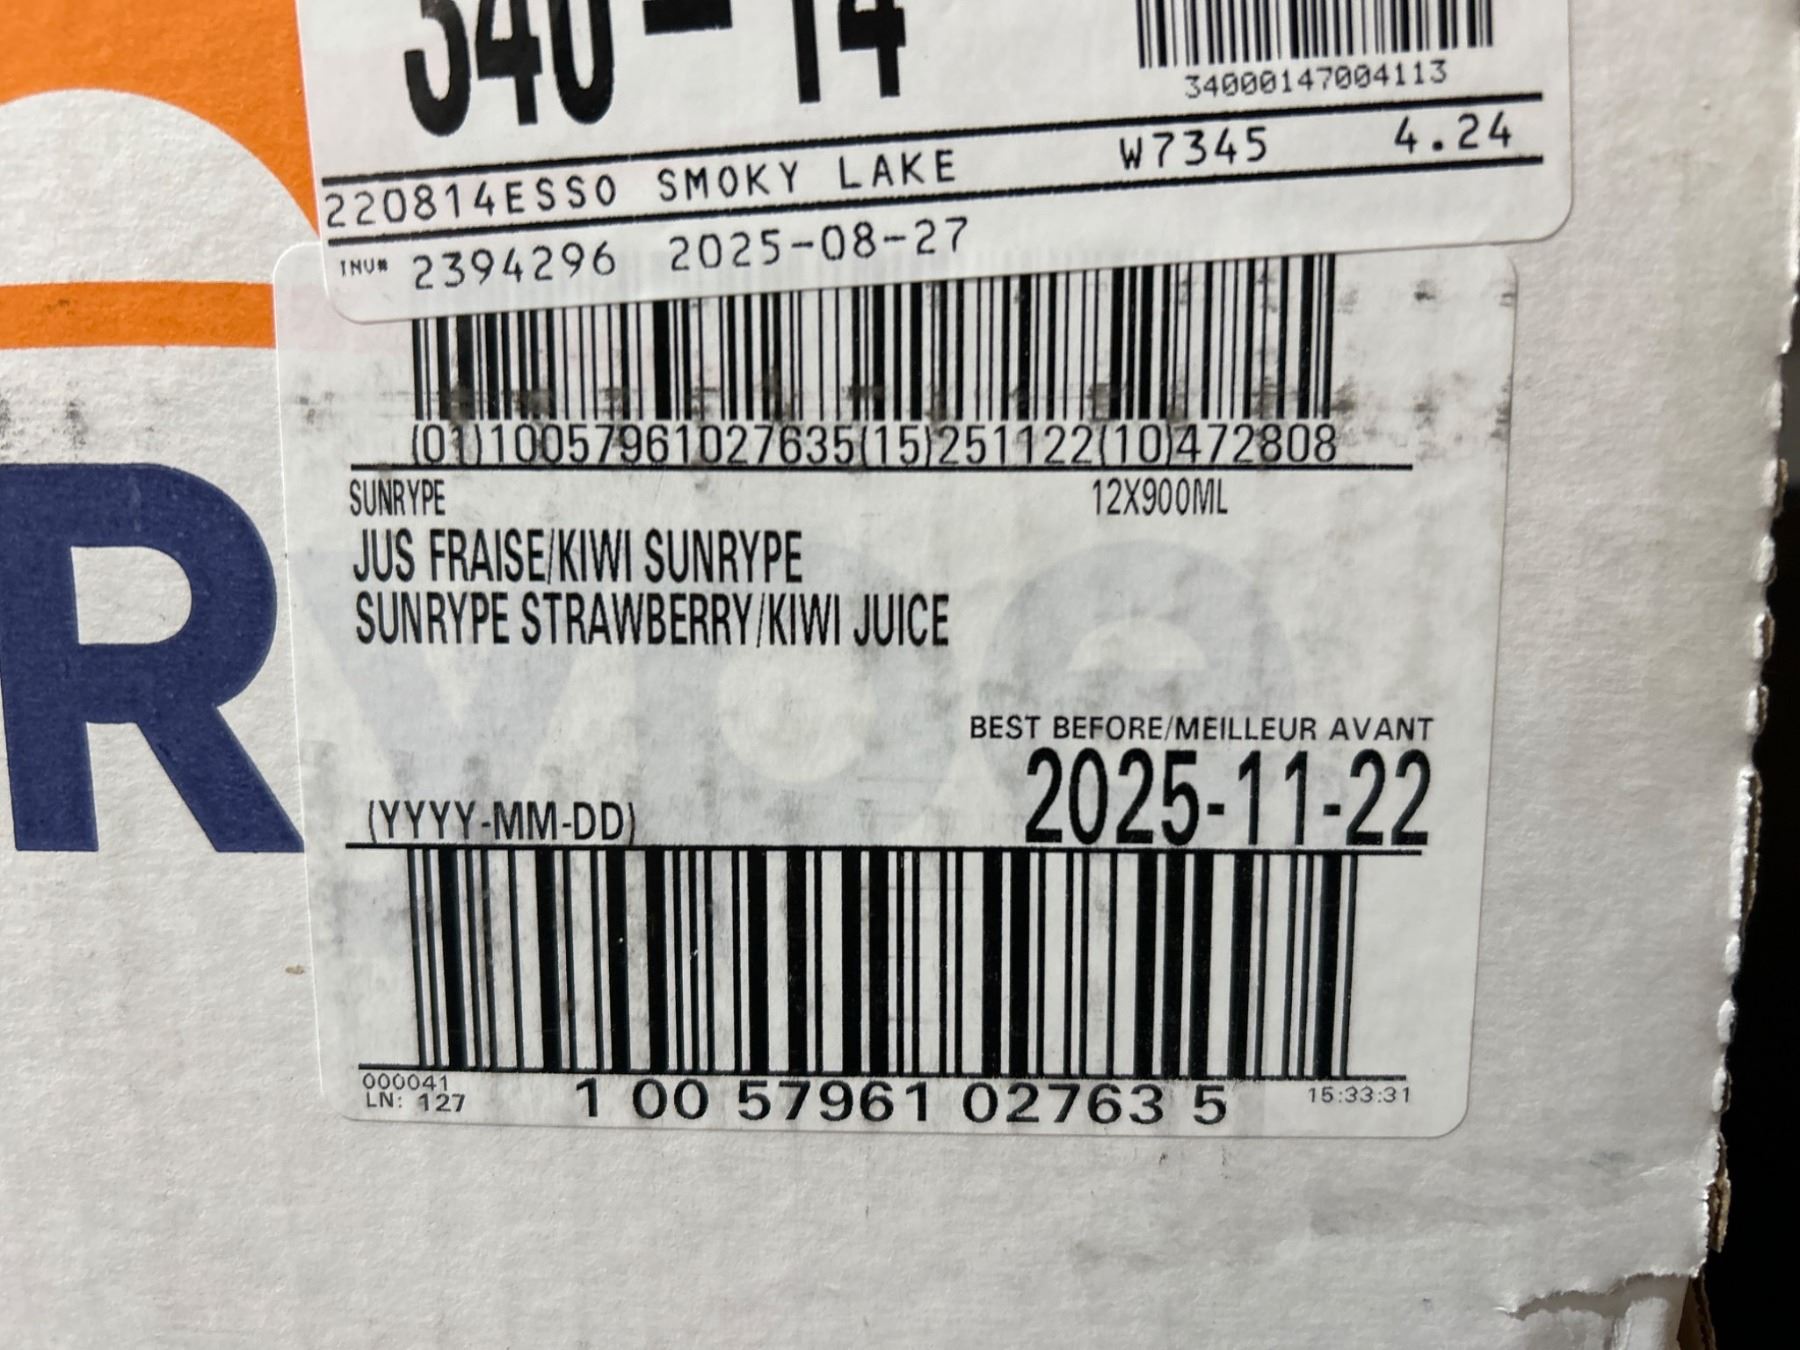 340-14
34000147004113
220814ESSO SMOKY LAKE W7345 4.24
INV# 2394296 2025-08-27
(01)10057961027635(15)251122(10)472808
SUNRYPE 12X900ML
JUS FRAISE/KIWI SUNRYPE
SUNRYPE STRAWBERRY/KIWI JUICE
BEST BEFORE/MEILLEUR AVANT
(YYYY-MM-DD) 2025-11-22
000041
LN: 127
1 00 57961 02763 5
15:33:31
R